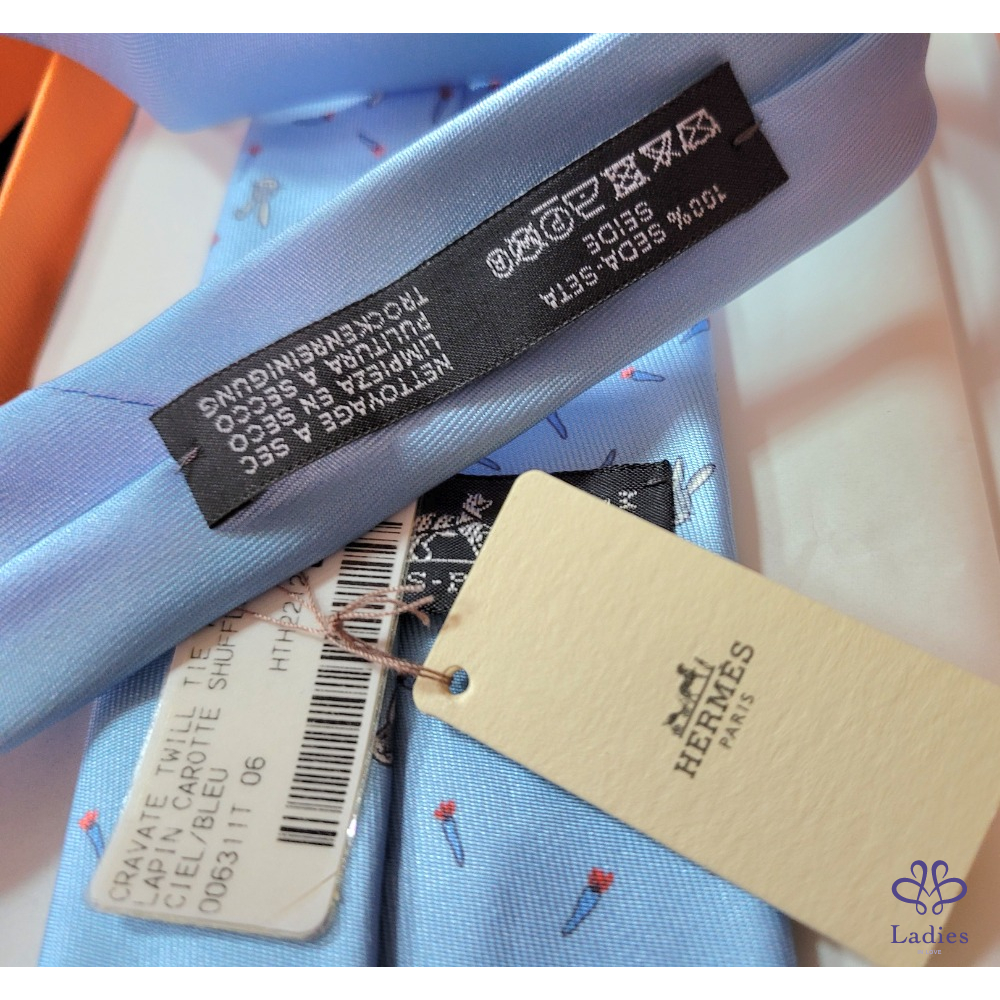 100% SEDA-SETA
SEIDE
NETTOYAGE A SEC
LIMPIEZA EN SECO
PULITURA A SECCO
TROCKENREINIGUNG
CRAVATE TWILL TIE
LAPIN CAROTTE SHUFFL
CIEL/BLEU
006311IT 06
HERMÈS
PARIS
Ladies